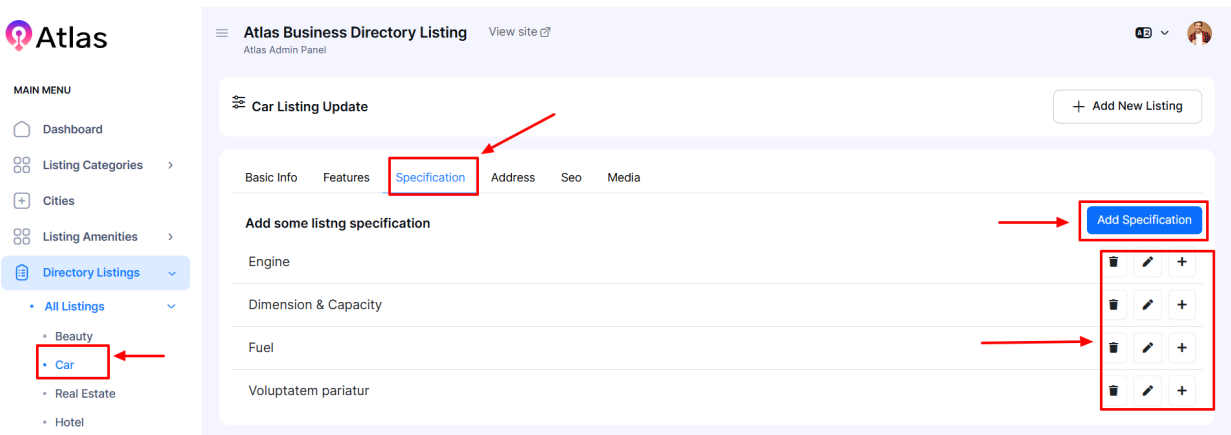 Atlas
MAIN MENU
Dashboard
Listing Categories
Cities
Listing Amenities
Directory Listings
All Listings
Beauty
Car
Real Estate
Hotel
Atlas Business Directory Listing View site
Atlas Admin Panel
Car Listing Update
+ Add New Listing
Basic Info Features Specification Address Seo Media
Add some listng specification
Add Specification
Engine
Dimension & Capacity
Fuel
Voluptatem pariatur